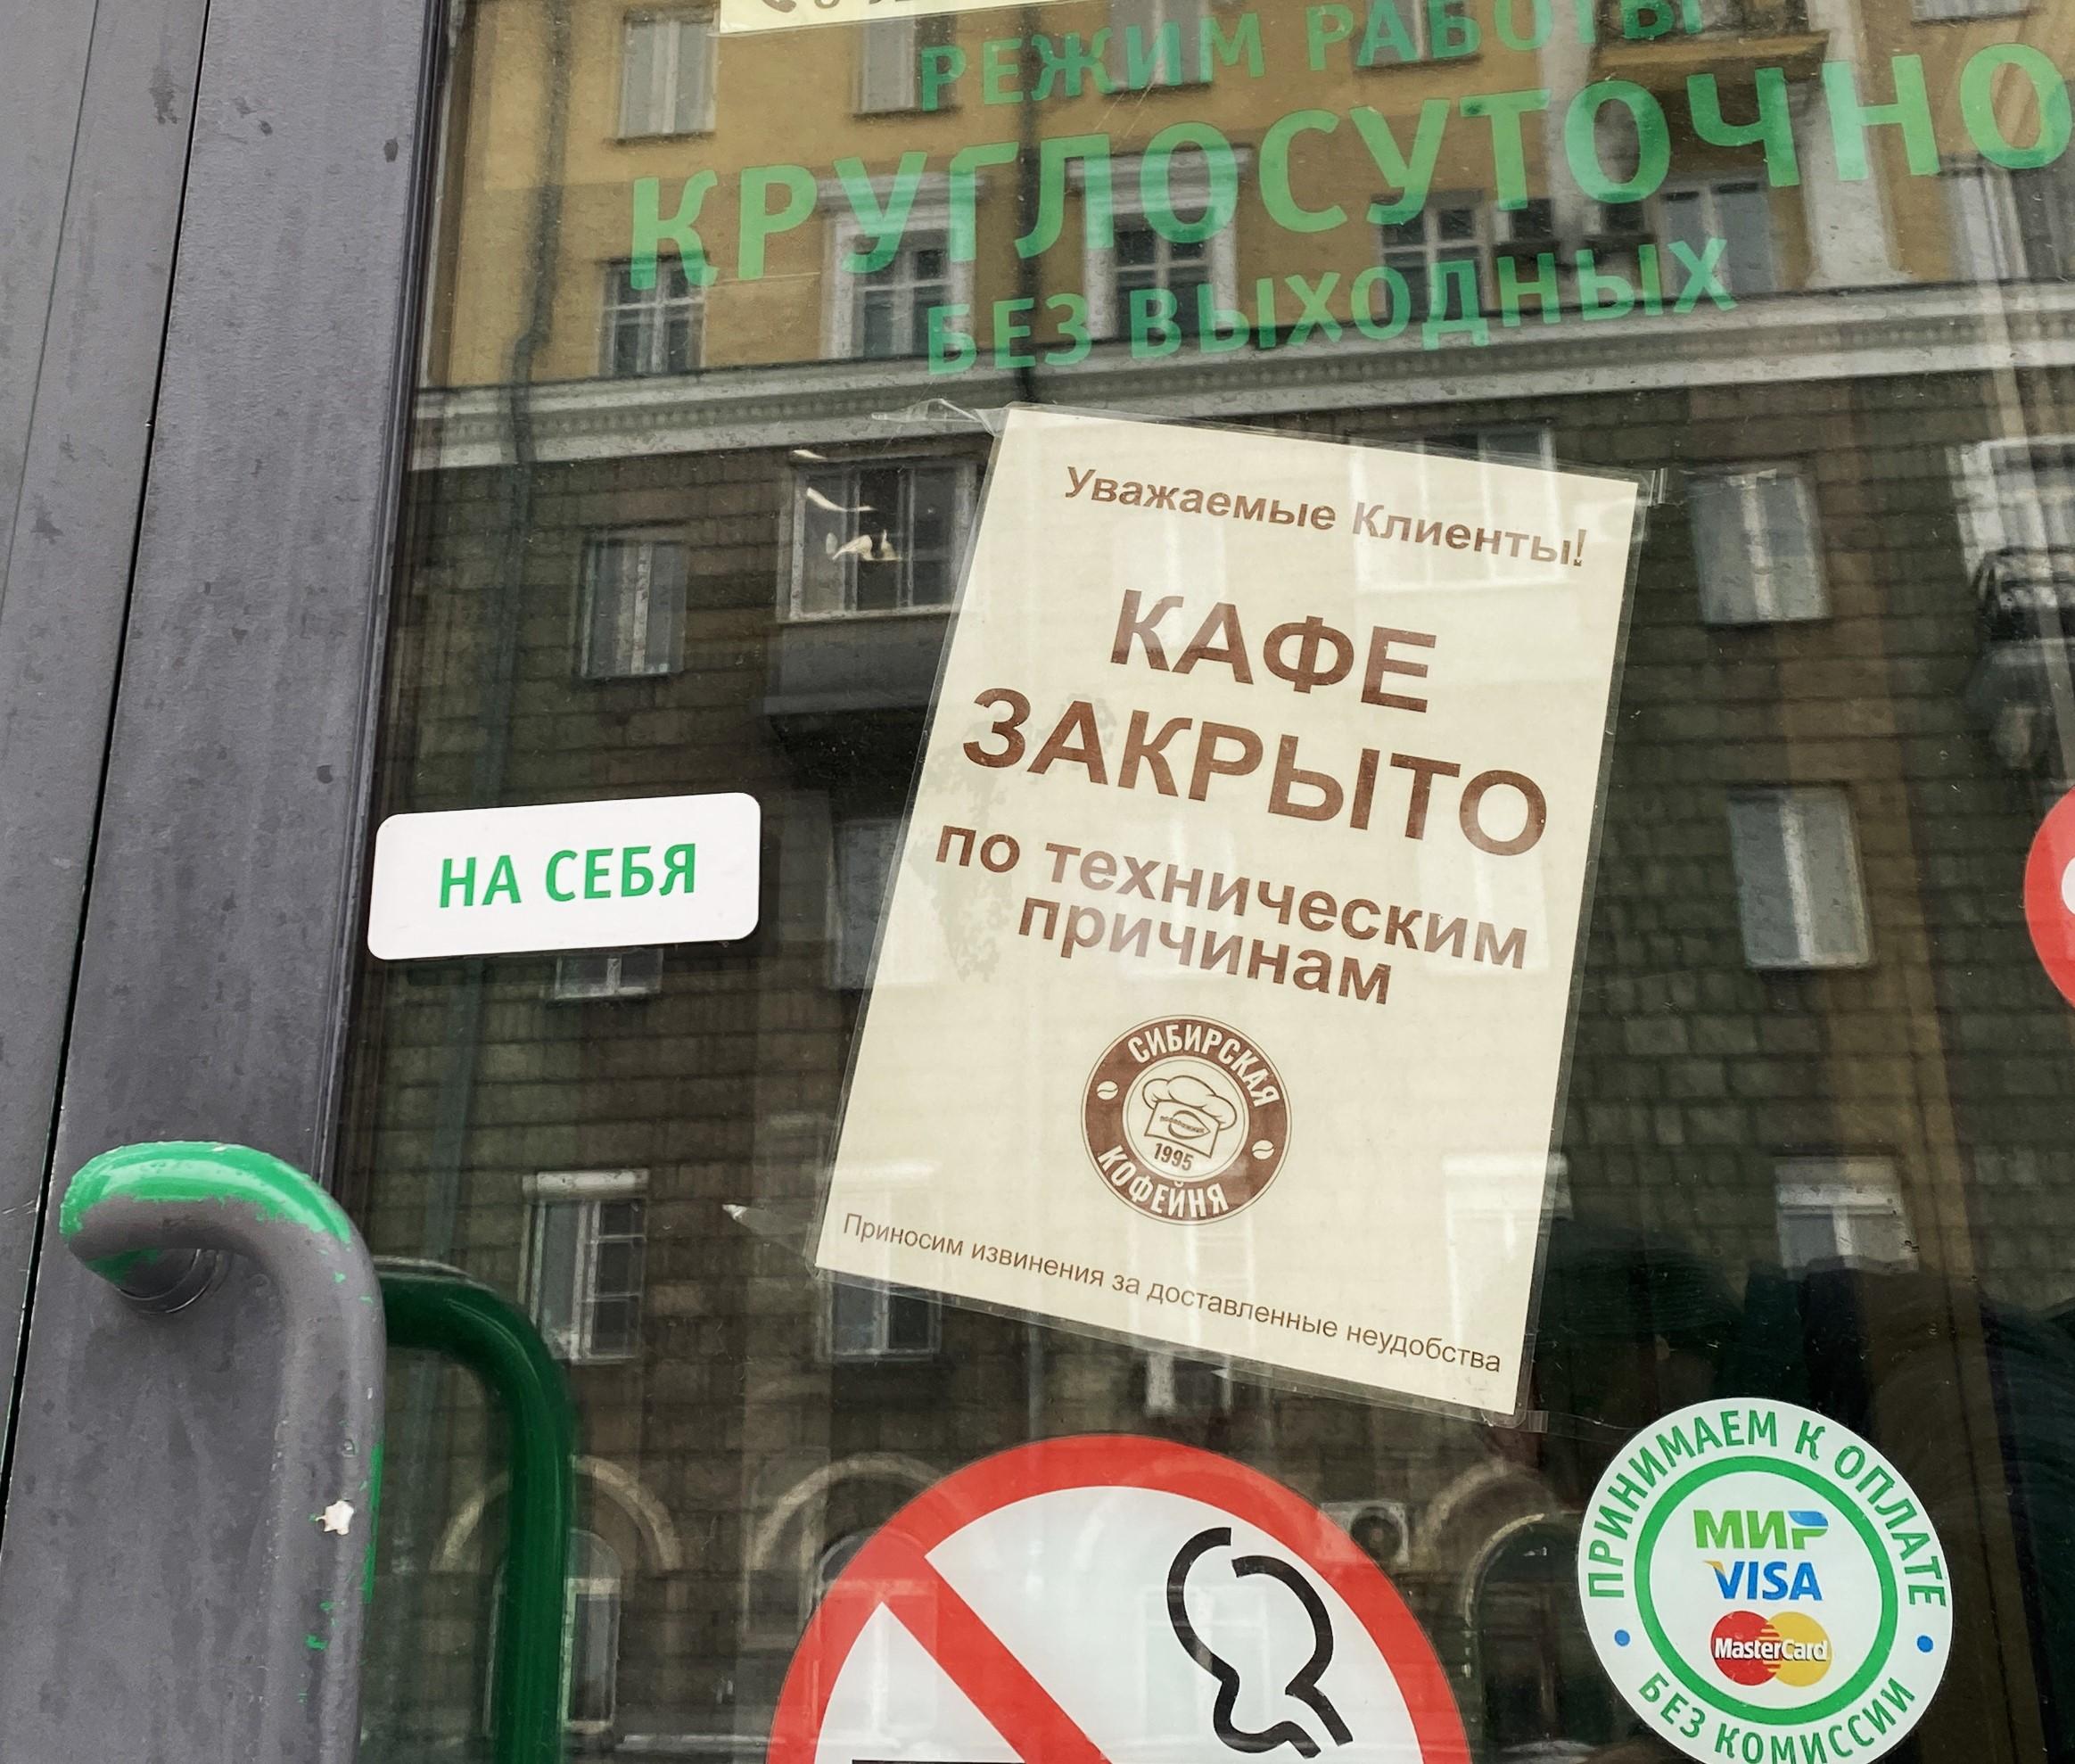 РЕЖИМ РАБОТЫ
КРУГЛОСУТОЧНО
БЕЗ ВЫХОДНЫХ
Уважаемые Клиенты!
КАФЕ
ЗАКРЫТО
по техническим
причинам
СИБИРСКАЯ
1995
КОФЕЙНЯ
Приносим извинения за доставленные неудобства
НА СЕБЯ
ПРИНИМАЕМ К ОПЛАТЕ
МИР
VISA
MasterCard
БЕЗ КОМИССИИ